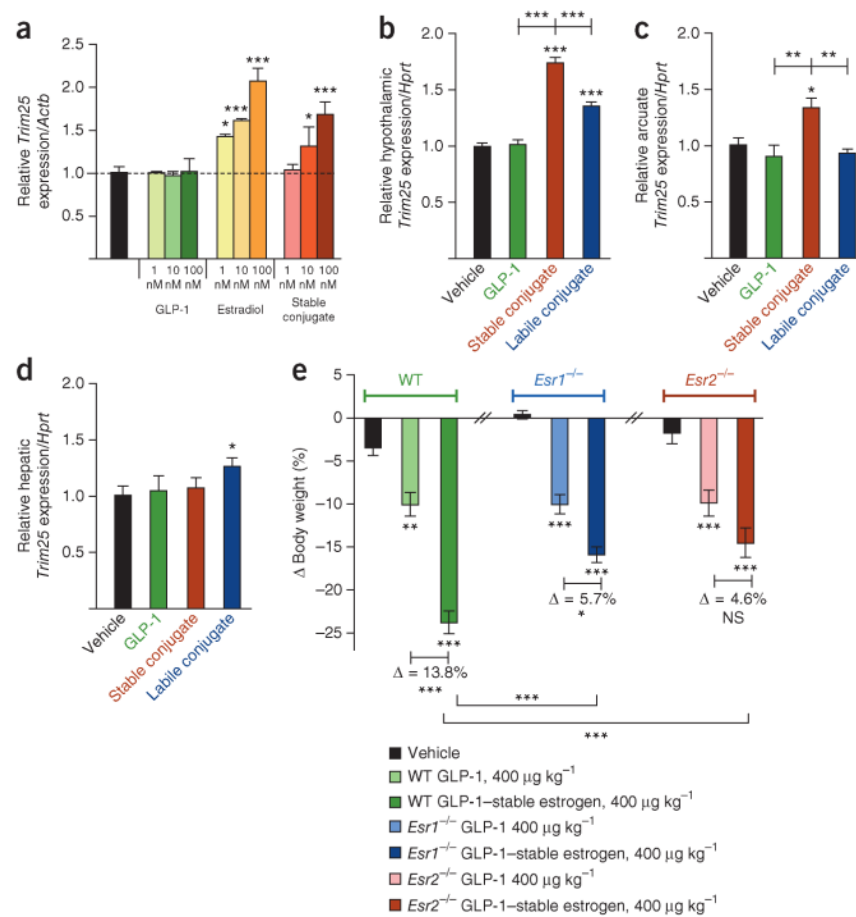 a
Relative Trim25
expression/Actb
2.5
2.0
1.5
1.0
0.5
* *** *** * ***
1 10 100 1 10 100 1 10 100
nM nM nM nM nM nM nM nM nM
GLP-1 Estradiol Stable
conjugate
b
Relative hypothalamic
Trim25 expression/Hprt
*** ***
2.0
1.5
1.0
0.5
*** ***
Vehicle
GLP-1
Stable conjugate
Labile conjugate
c
Relative arcuate
Trim25 expression/Hprt
2.0
1.5
1.0
0.5
** **
*
Vehicle
GLP-1
Stable conjugate
Labile conjugate
d
Relative hepatic
Trim25 expression/Hprt
2.0
1.5
1.0
0.5
*
Vehicle
GLP-1
Stable conjugate
Labile conjugate
e
WT Esr1–/– Esr2–/–
Δ Body weight (%)
5
0
–5
–10
–15
–20
–25
** *** ***
*** *** ***
Δ = 13.8%
***
Δ = 5.7%
*
Δ = 4.6%
NS
***
***
Vehicle
WT GLP-1, 400 μg kg–1
WT GLP-1–stable estrogen, 400 μg kg–1
Esr1–/– GLP-1 400 μg kg–1
Esr1–/– GLP-1–stable estrogen, 400 μg kg–1
Esr2–/– GLP-1 400 μg kg–1
Esr2–/– GLP-1–stable estrogen, 400 μg kg–1